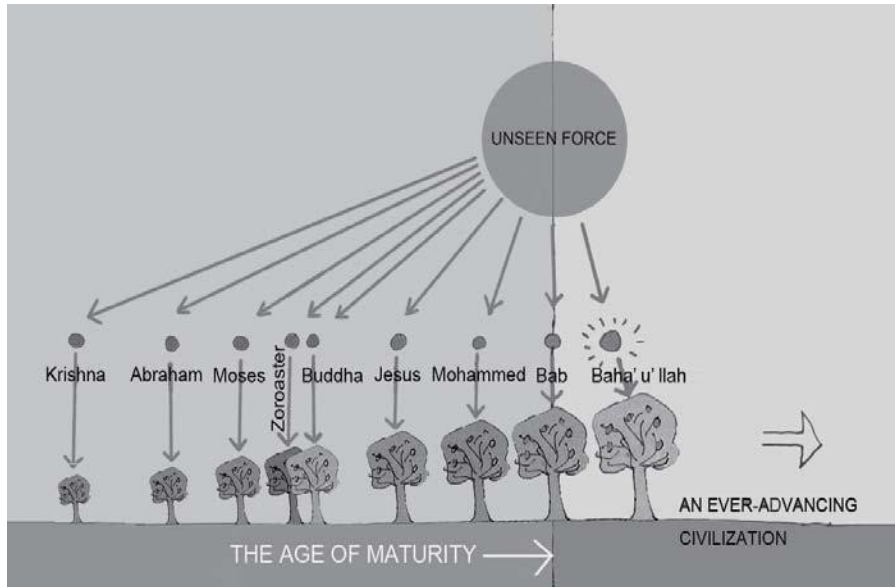 UNSEEN FORCE
Krishna
Abraham
Moses
Zoroaster
Buddha
Jesus
Mohammed
Bab
Baha' u' llah
AN EVER-ADVANCING
CIVILIZATION
THE AGE OF MATURITY